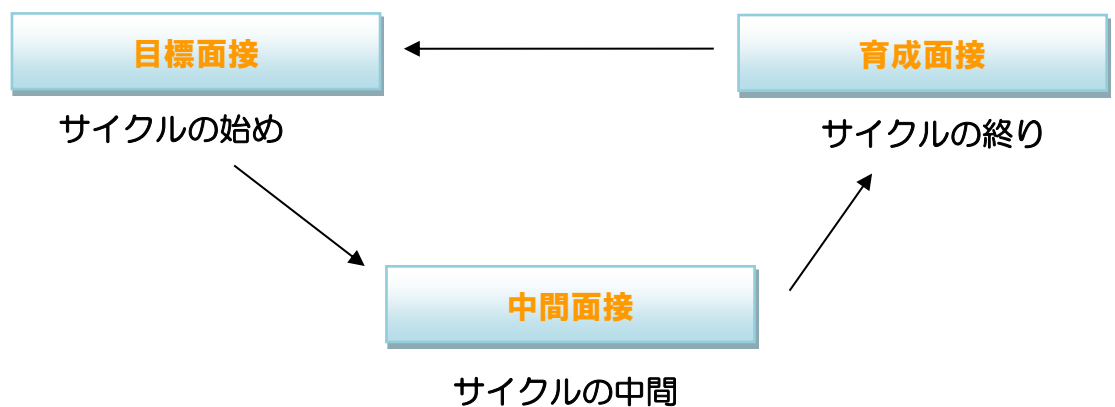 目標面接
育成面接
サイクルの始め
サイクルの終り
中間面接
サイクルの中間